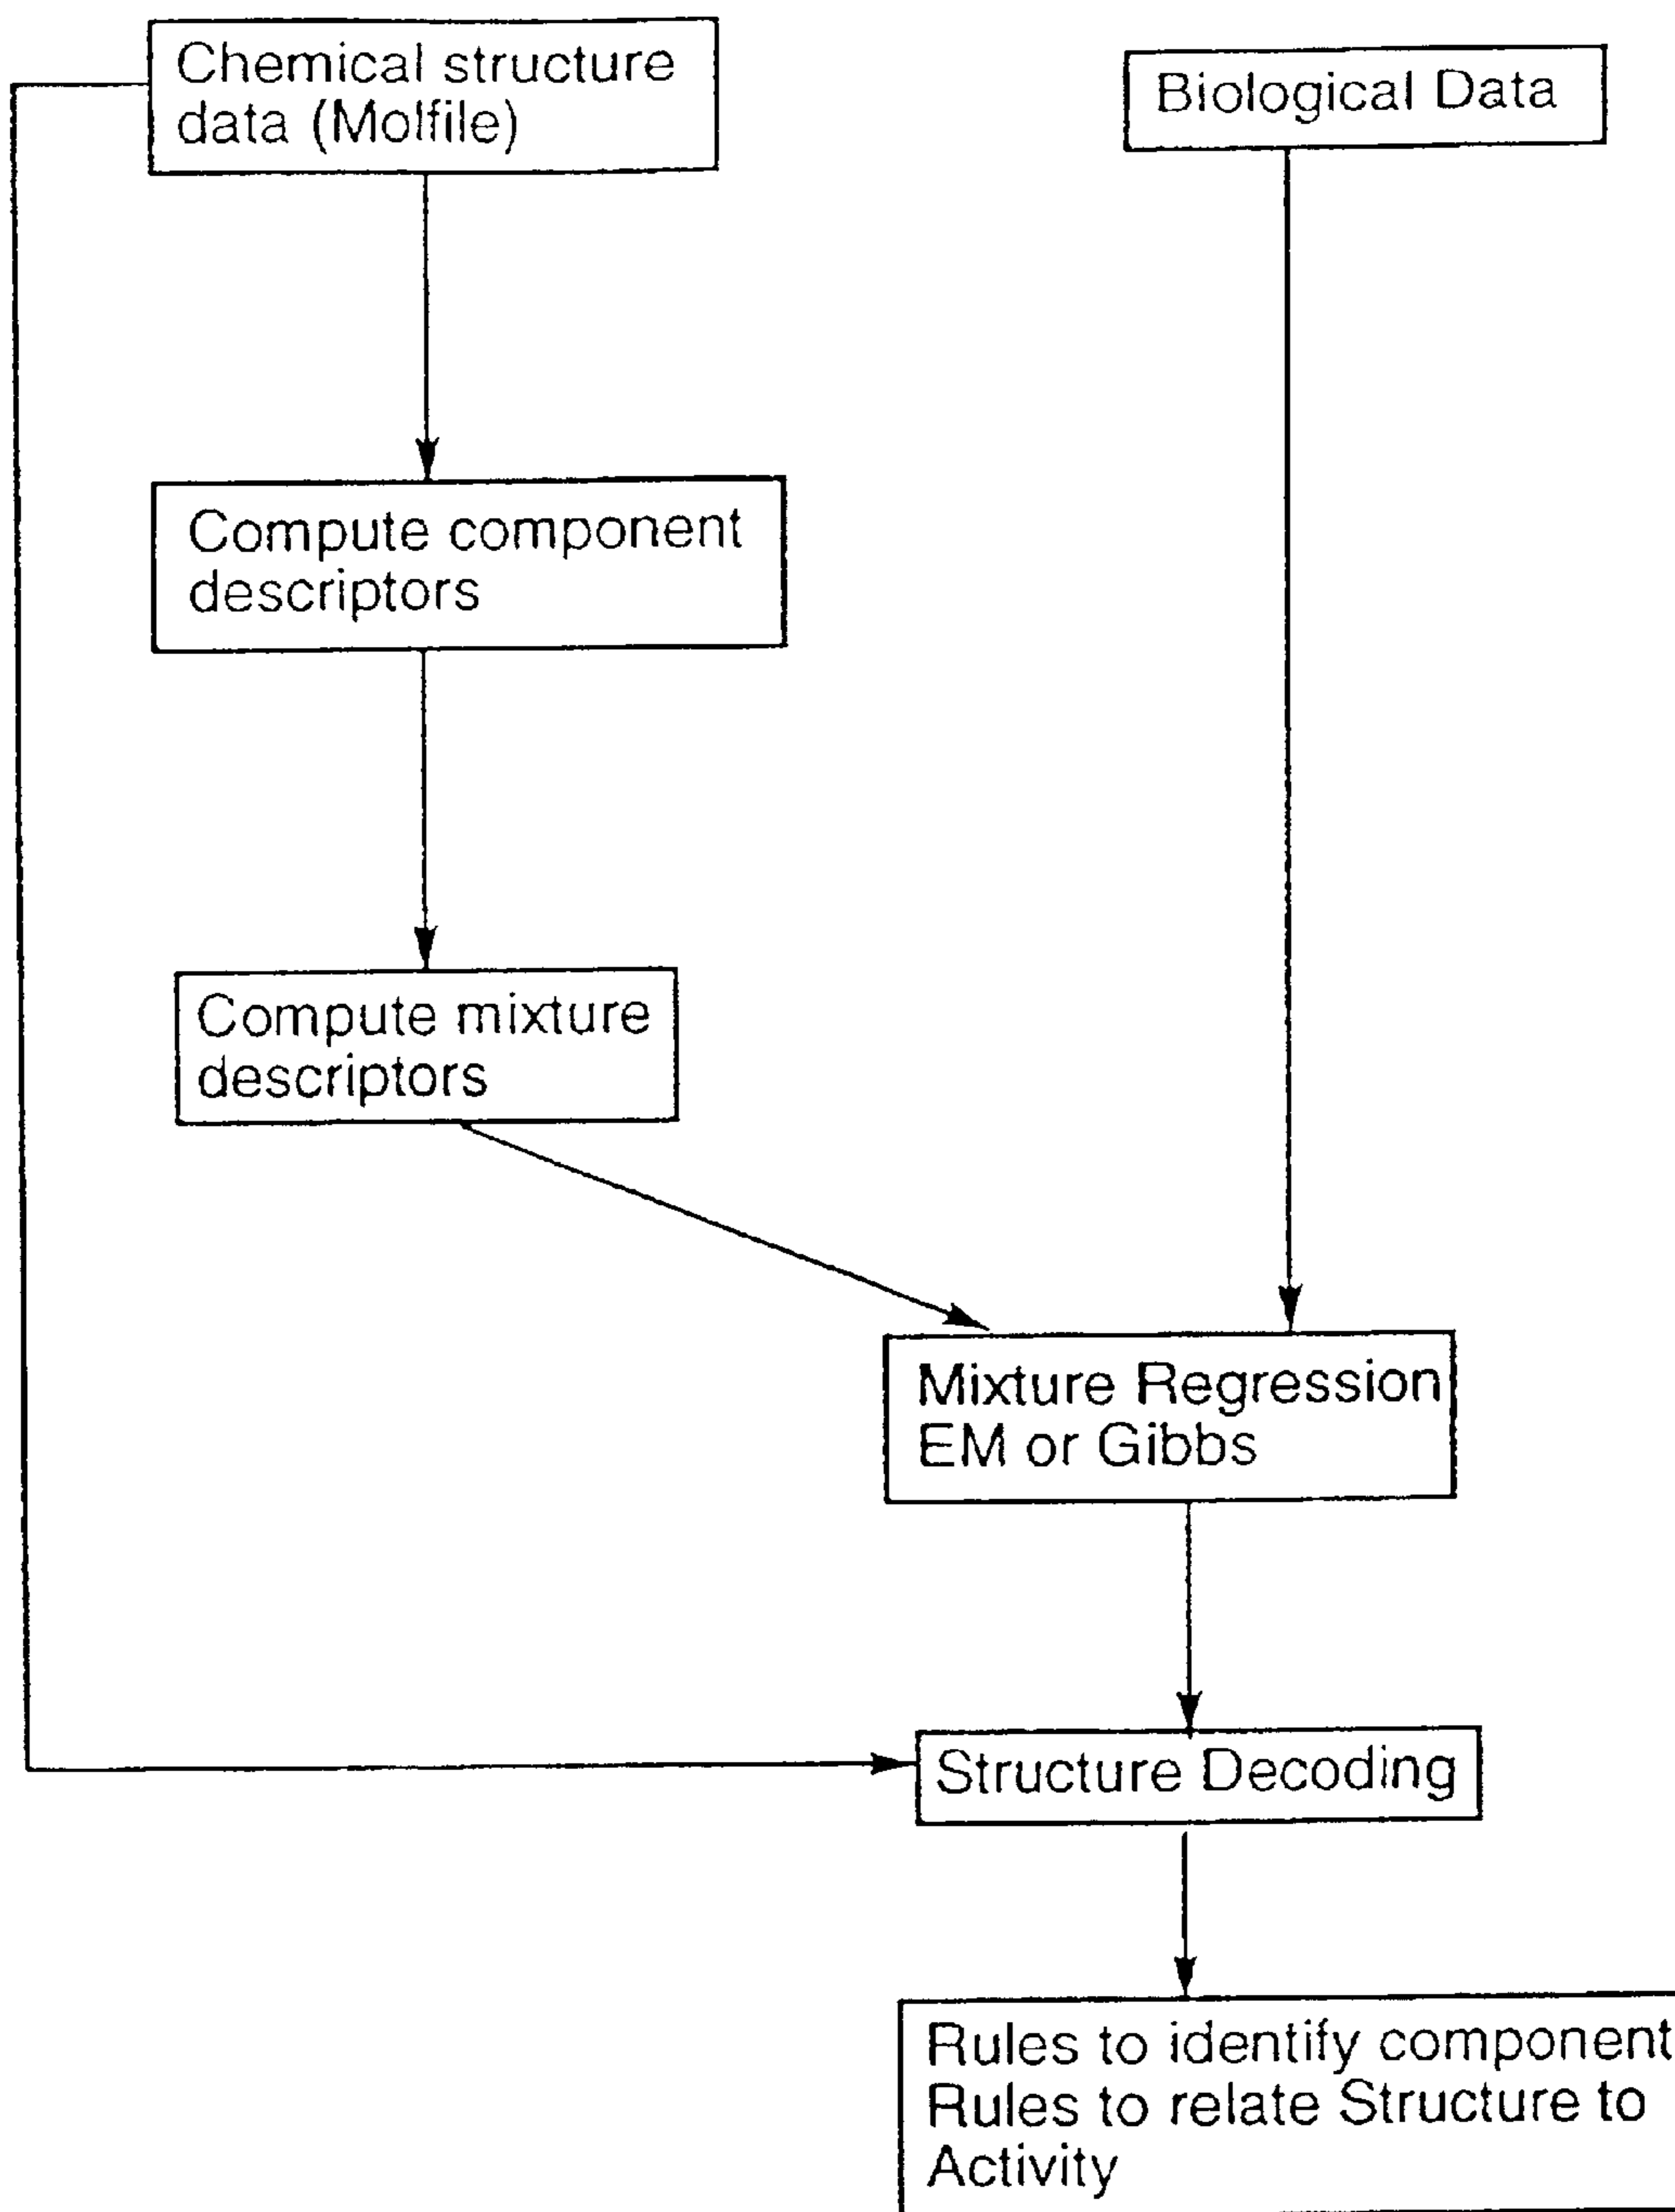 Chemical structure
data (Molfile)
Biological Data
Compute component
descriptors
Compute mixture
descriptors
Mixture Regression
EM or Gibbs
Structure Decoding
Rules to identify component
Rules to relate Structure to
Activity